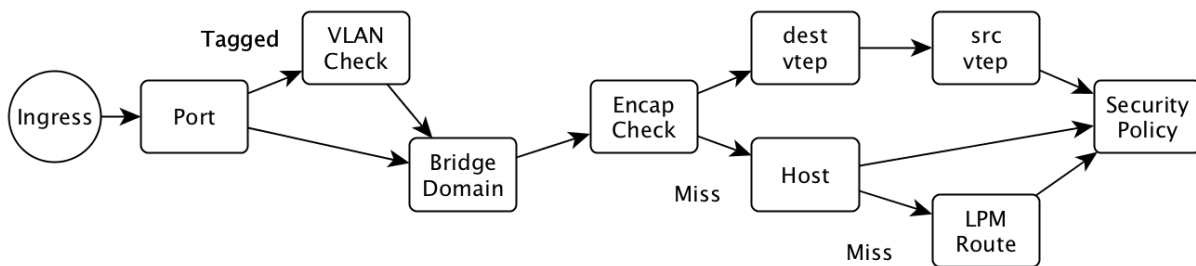 Ingress
Port
Tagged
VLAN
Check
Bridge
Domain
Encap
Check
dest
vtep
src
vtep
Miss
Host
Miss
LPM
Route
Security
Policy